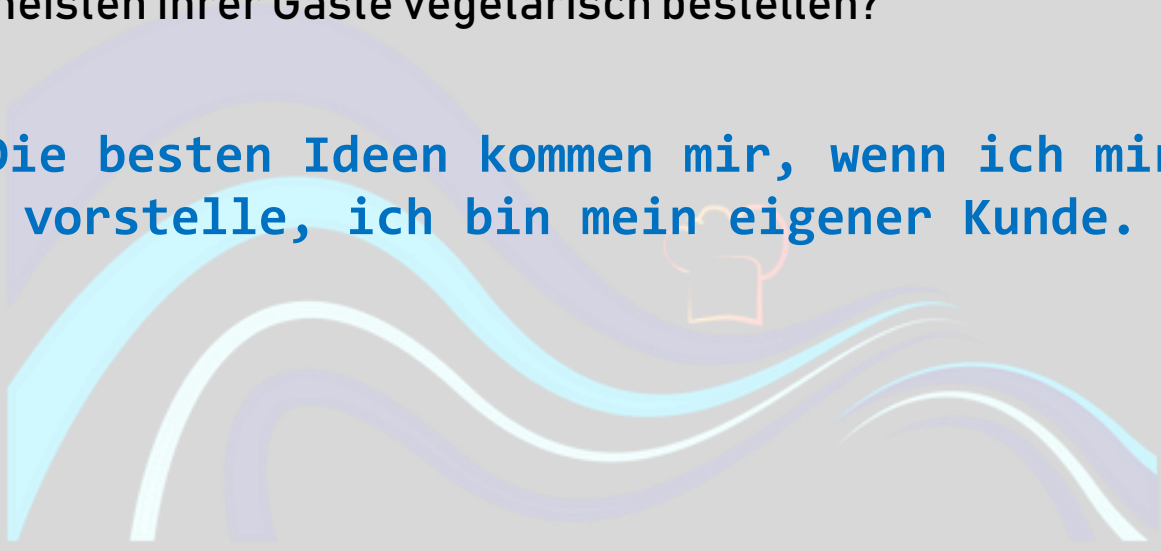 meisten Ihrer Gäste vegetarisch bestellen?
Die besten Ideen kommen mir, wenn ich mir
vorstelle, ich bin mein eigener Kunde.